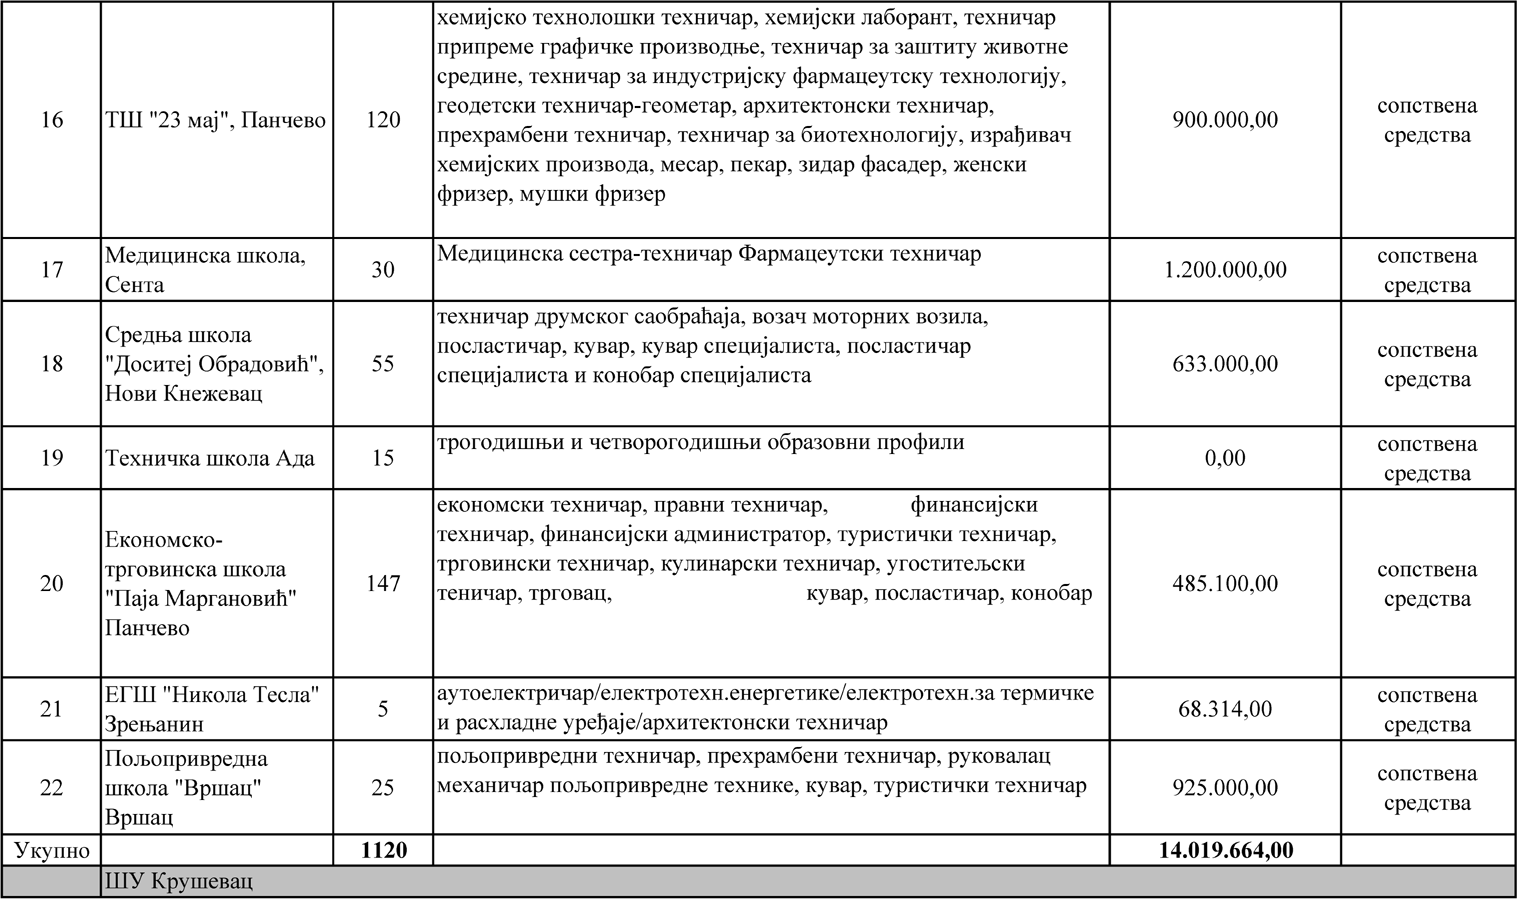 16
ТШ "23 мај", Панчево
120
хемијско технолошки техничар, хемијски лаборант, техничар
припреме графичке производње, техничар за заштиту животне
средине, техничар за индустријску фармацеутску технологију,
геодетски техничар-геометар, архитектонски техничар,
прехрамбени техничар, техничар за биотехнологију, израђивач
хемијских производа, месар, пекар, зидар фасадер, женски
фризер, мушки фризер
900.000,00
сопствена
средства
17
Медицинска школа,
Сента
30
Медицинска сестра-техничар Фармацеутски техничар
1.200.000,00
сопствена
средства
18
Средња школа
"Доситеј Обрадовић",
Нови Кнежевац
55
техничар друмског саобраћаја, возач моторних возила,
посластичар, кувар, кувар специјалиста, посластичар
специјалиста и конобар специјалиста
633.000,00
сопствена
средства
19
Техничка школа Ада
15
трогодишњи и четворогодишњи образовни профили
0,00
сопствена
средства
20
Економско-
трговинска школа
"Паја Маргановић"
Панчево
147
економски техничар, правни техничар, финансијски
техничар, финансијски администратор, туристички техничар,
трговински техничар, кулинарски техничар, угоститељски
теничар, трговац, кувар, посластичар, конобар
485.100,00
сопствена
средства
21
ЕГШ "Никола Тесла"
Зрењанин
5
аутоелектричар/електротехн.енергетике/електротехн.за термичке
и расхладне уређаје/архитектонски техничар
68.314,00
сопствена
средства
22
Пољопривредна
школа "Вршац"
Вршац
25
пољопривредни техничар, прехрамбени техничар, руковалац
механичар пољопривредне технике, кувар, туристички техничар
925.000,00
сопствена
средства
Укупно
1120
14.019.664,00
ШУ Крушевац